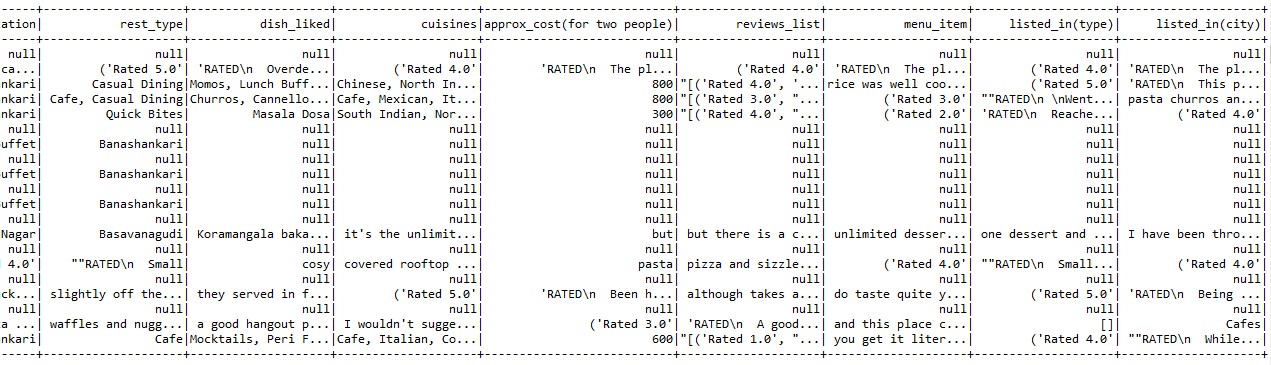 ation| rest_type| dish_liked| cuisines|approx_cost(for two people)| reviews_list| menu_item| listed_in(type)| listed_in(city)|
null| null| null| null| null| null| null| null| null|
ca...| ('Rated 5.0'| 'RATED\n Overde...| ('Rated 4.0'| 'RATED\n The pl...| ('Rated 4.0'| 'RATED\n The pl...| ('Rated 4.0'| 'RATED\n The pl...|
nkari| Casual Dining|Momos, Lunch Buff...|Chinese, North In...| 800|"[('Rated 4.0', '...|rice was well coo...| ('Rated 5.0'| 'RATED\n This p...|
nkari| Cafe, Casual Dining|Churros, Cannello...|Cafe, Mexican, It...| 800|"[('Rated 3.0', "...| ('Rated 3.0'| ""RATED\n \nWent...| pasta churros an...|
nkari| Quick Bites| Masala Dosa|South Indian, Nor...| 300|"[('Rated 4.0', "...| ('Rated 2.0'| 'RATED\n Reache...| ('Rated 4.0'|
null| null| null| null| null| null| null| null| null|
uffet| Banashankari| null| null| null| null| null| null| null|
null| null| null| null| null| null| null| null| null|
uffet| Banashankari| null| null| null| null| null| null| null|
null| null| null| null| null| null| null| null| null|
uffet| Banashankari| null| null| null| null| null| null| null|
null| null| null| null| null| null| null| null| null|
Nagar| Basavanagudi| Koramangala baka...| it's the unlimit...| but| but there is a c...| unlimited desser...| one dessert and ...| I have been thro...|
null| null| null| null| null| null| null| null| null|
4.0'| ""RATED\n Small| cosy| covered rooftop ...| pasta| pizza and sizzle...| ('Rated 4.0'| ""RATED\n Small...| ('Rated 4.0'|
null| null| null| null| null| null| null| null| null|
ck...| slightly off the...| they served in f...| ('Rated 5.0'| 'RATED\n Been h...| although takes a...| do taste quite y...| ('Rated 5.0'| 'RATED\n Being ...|
null| null| null| null| null| null| null| null| null|
a ...| waffles and nugg...| a good hangout p...| I wouldn't sugge...| ('Rated 3.0'| 'RATED\n A good...| and this place c...| []| Cafes|
nkari| Cafe|Mocktails, Peri F...|Cafe, Italian, Co...| 600|"[('Rated 1.0', "...| you get it liter...| ('Rated 4.0'| ""RATED\n While...|